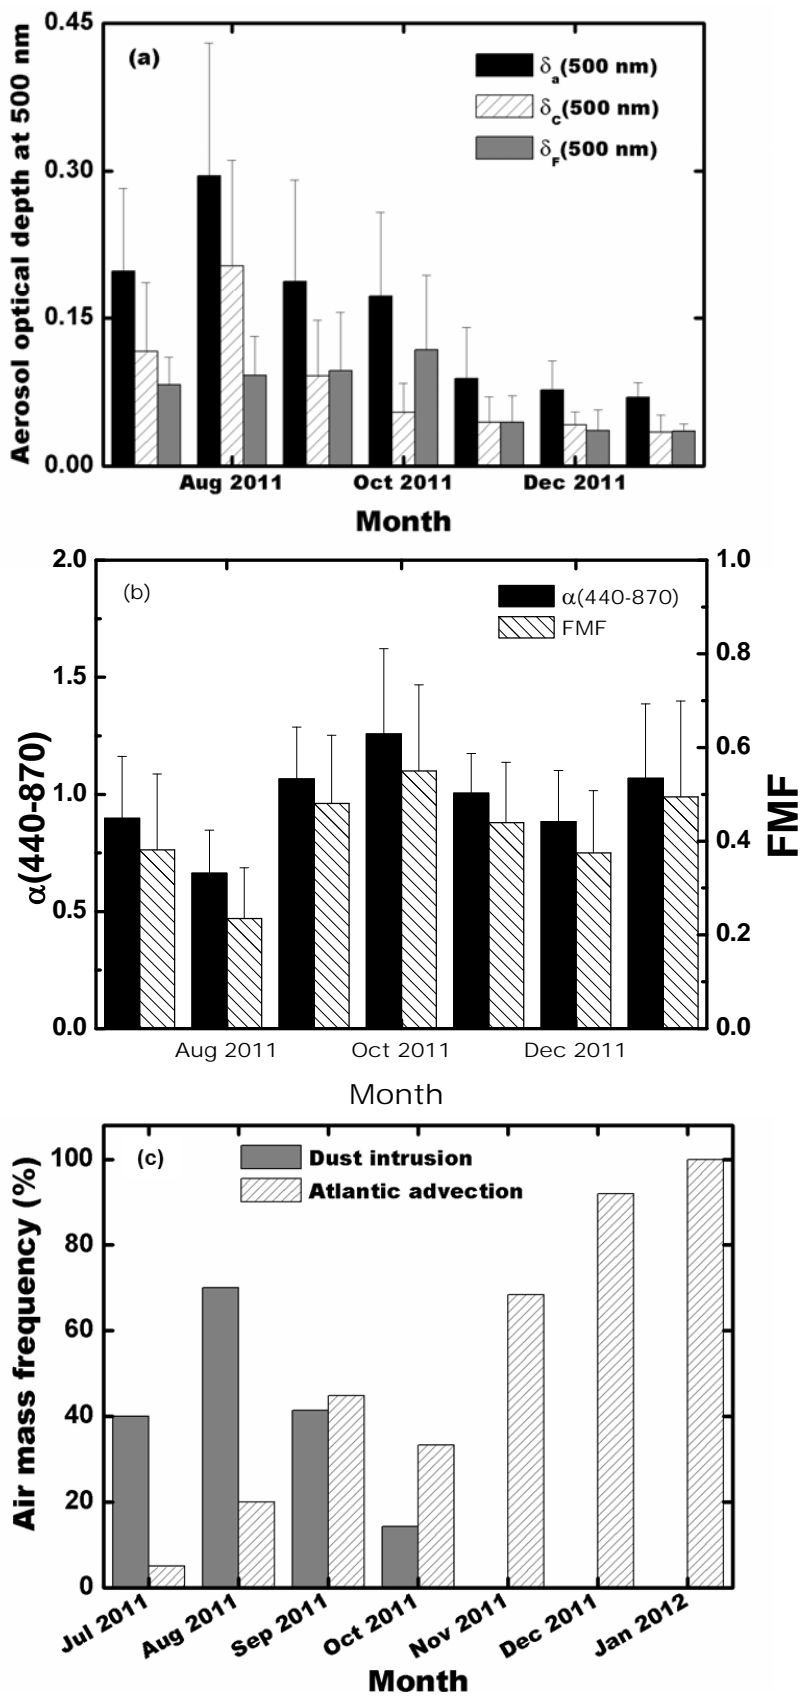 Aerosol optical depth at 500 nm
0.45
0.30
0.15
0.00
(a)
δa(500 nm)
δC(500 nm)
δF(500 nm)
Aug 2011 Oct 2011 Dec 2011
Month
α(440-870)
2.0
1.5
1.0
0.5
0.0
(b)
α(440-870)
FMF
1.0
0.8
0.6
0.4
0.2
0.0
FMF
Aug 2011 Oct 2011 Dec 2011
Month
Air mass frequency (%)
100
80
60
40
20
0
(c)
Dust intrusion
Atlantic advection
Jul 2011 Aug 2011 Sep 2011 Oct 2011 Nov 2011 Dec 2011 Jan 2012
Month